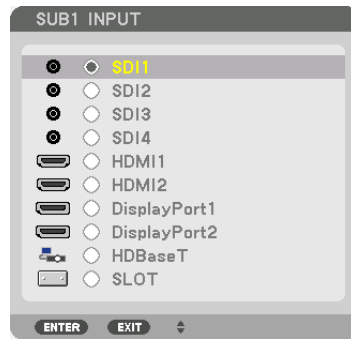 SUB1 INPUT
SDI1
SDI2
SDI3
SDI4
HDMI1
HDMI2
DisplayPort1
DisplayPort2
HDBaseT
SLOT
ENTER EXIT